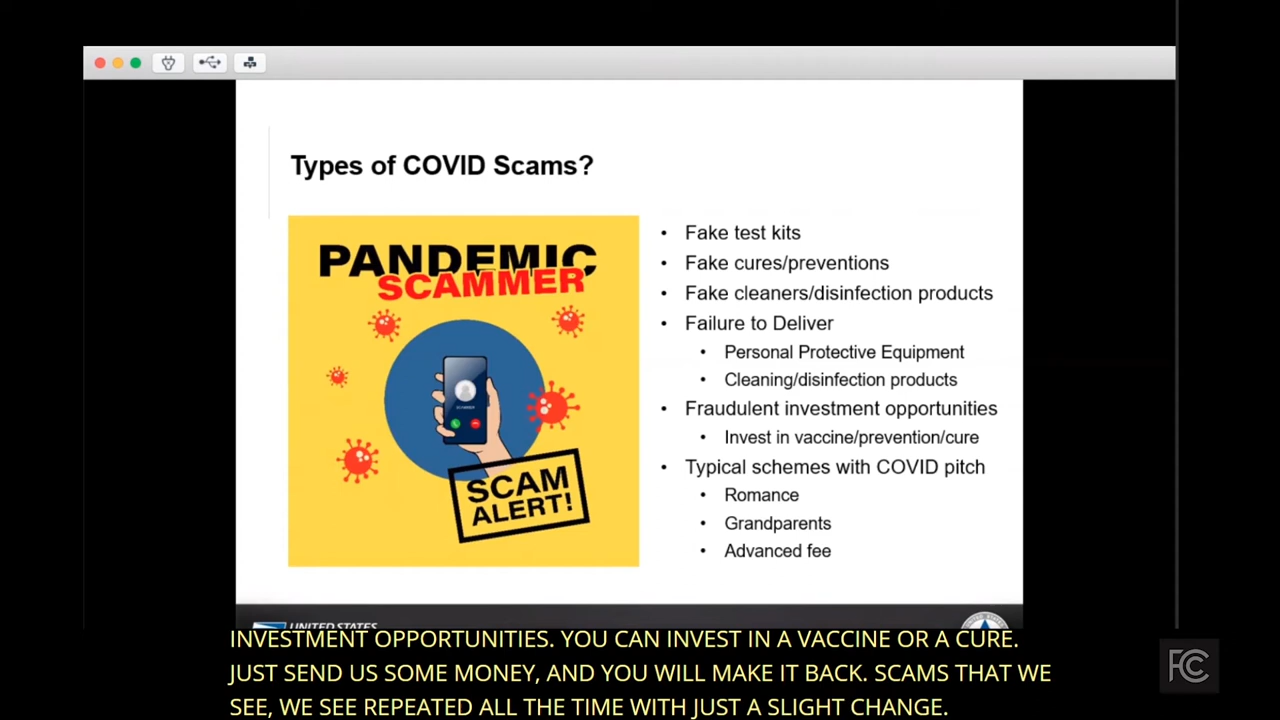 Types of COVID Scams?
PANDEMIC
SCAMMER
SCAMMER
SCAM
ALERT!
• Fake test kits
• Fake cures/preventions
• Fake cleaners/disinfection products
• Failure to Deliver
• Personal Protective Equipment
• Cleaning/disinfection products
• Fraudulent investment opportunities
• Invest in vaccine/prevention/cure
• Typical schemes with COVID pitch
• Romance
• Grandparents
• Advanced fee
UNITED STATES
INVESTMENT OPPORTUNITIES. YOU CAN INVEST IN A VACCINE OR A CURE.
JUST SEND US SOME MONEY, AND YOU WILL MAKE IT BACK. SCAMS THAT WE
SEE, WE SEE REPEATED ALL THE TIME WITH JUST A SLIGHT CHANGE.
FCC